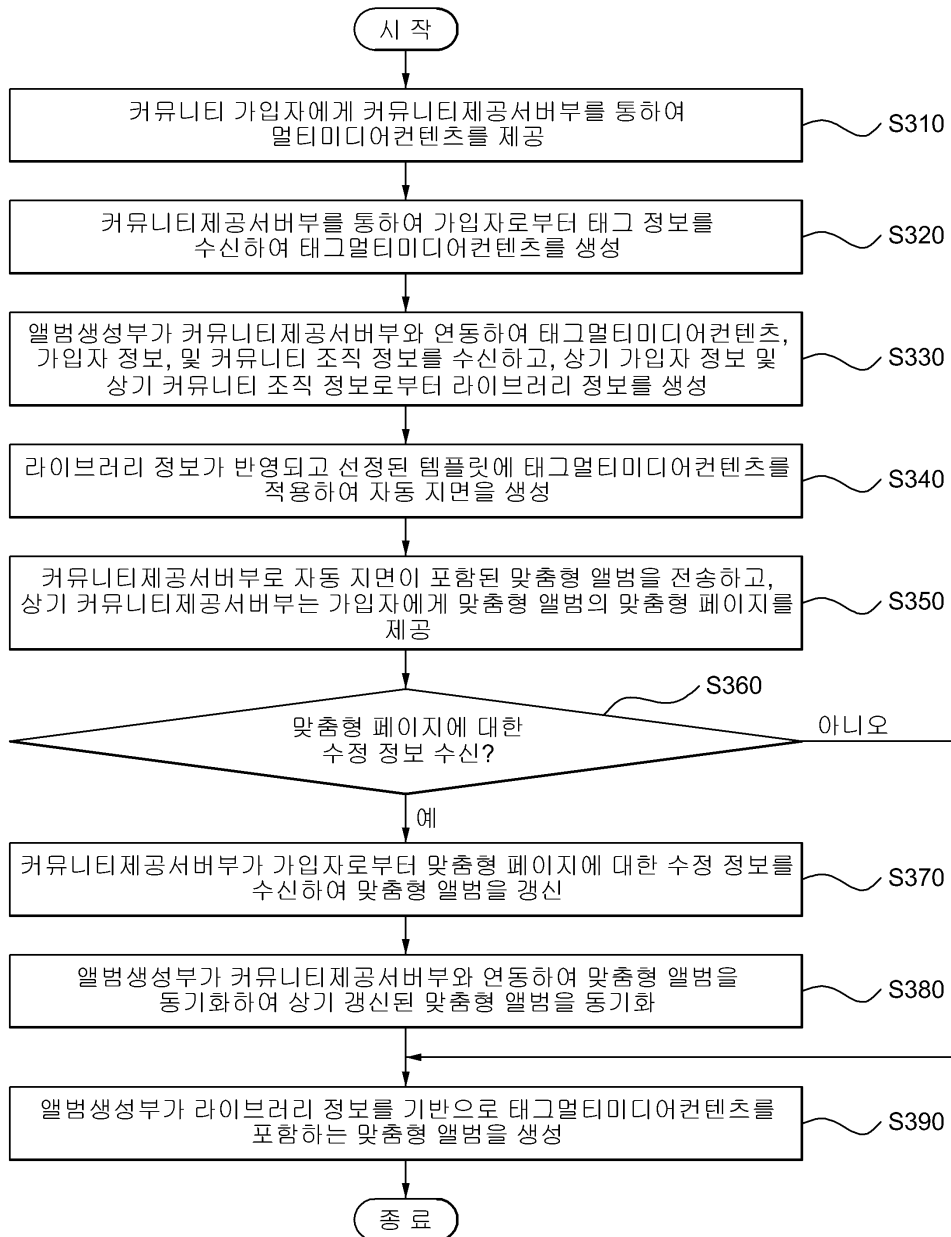 시 작
커뮤니티 가입자에게 커뮤니티제공서버부를 통하여
멀티미디어컨텐츠를 제공
S310
커뮤니티제공서버부를 통하여 가입자로부터 태그 정보를
수신하여 태그멀티미디어컨텐츠를 생성
S320
앨범생성부가 커뮤니티제공서버부와 연동하여 태그멀티미디어컨텐츠,
가입자 정보, 및 커뮤니티 조직 정보를 수신하고, 상기 가입자 정보 및
상기 커뮤니티 조직 정보로부터 라이브러리 정보를 생성
S330
라이브러리 정보가 반영되고 선정된 템플릿에 태그멀티미디어컨텐츠를
적용하여 자동 지면을 생성
S340
커뮤니티제공서버부로 자동 지면이 포함된 맞춤형 앨범을 전송하고,
상기 커뮤니티제공서버부는 가입자에게 맞춤형 앨범의 맞춤형 페이지를
제공
S350
S360
맞춤형 페이지에 대한
수정 정보 수신?
아니오
예
커뮤니티제공서버부가 가입자로부터 맞춤형 페이지에 대한 수정 정보를
수신하여 맞춤형 앨범을 갱신
S370
앨범생성부가 커뮤니티제공서버부와 연동하여 맞춤형 앨범을
동기화하여 상기 갱신된 맞춤형 앨범을 동기화
S380
앨범생성부가 라이브러리 정보를 기반으로 태그멀티미디어컨텐츠를
포함하는 맞춤형 앨범을 생성
S390
종 료